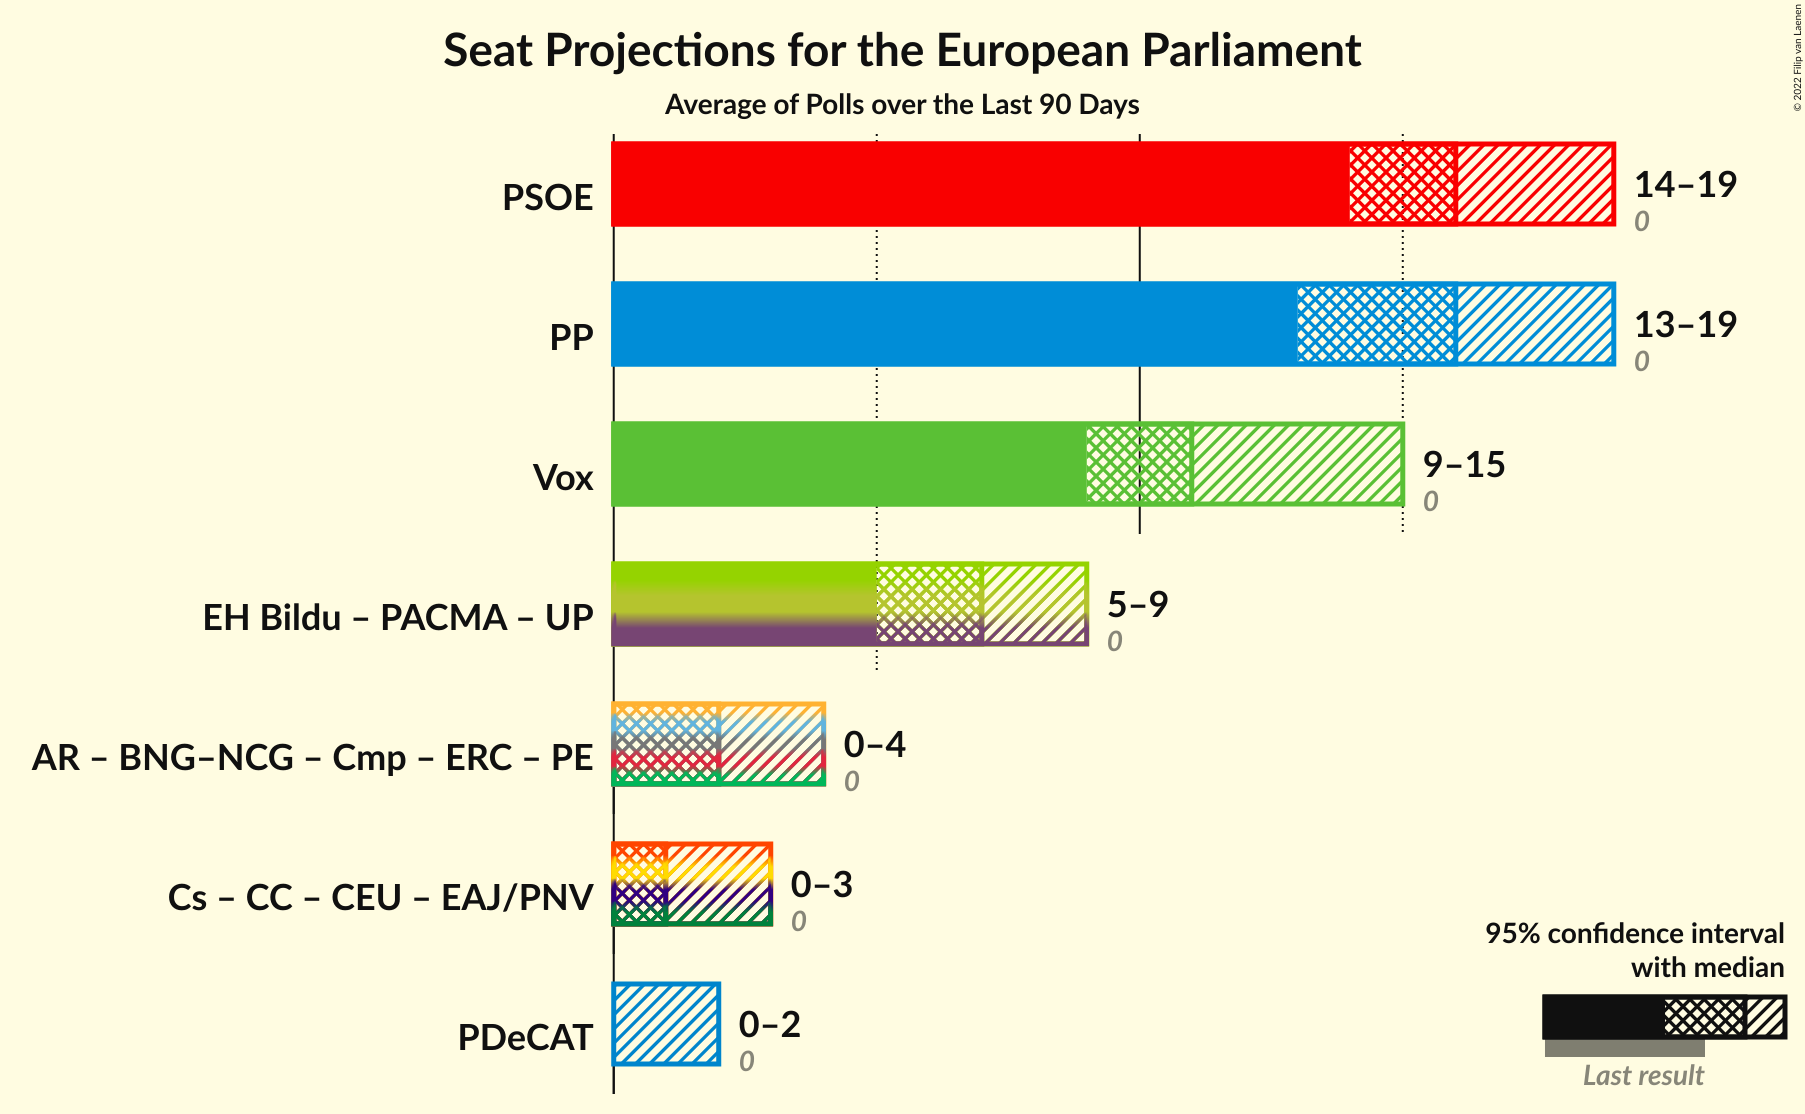 Seat Projections for the European Parliament
Average of Polls over the Last 90 Days
© 2022 Filip van Laenen
PSOE
14–19
0
PP
13–19
0
Vox
9–15
0
EH Bildu – PACMA – UP
5–9
0
AR – BNG–NCG – Cmp – ERC – PE
0–4
0
Cs – CC – CEU – EAJ/PNV
0–3
0
PDeCAT
0–2
0
95% confidence interval
with median
Last result